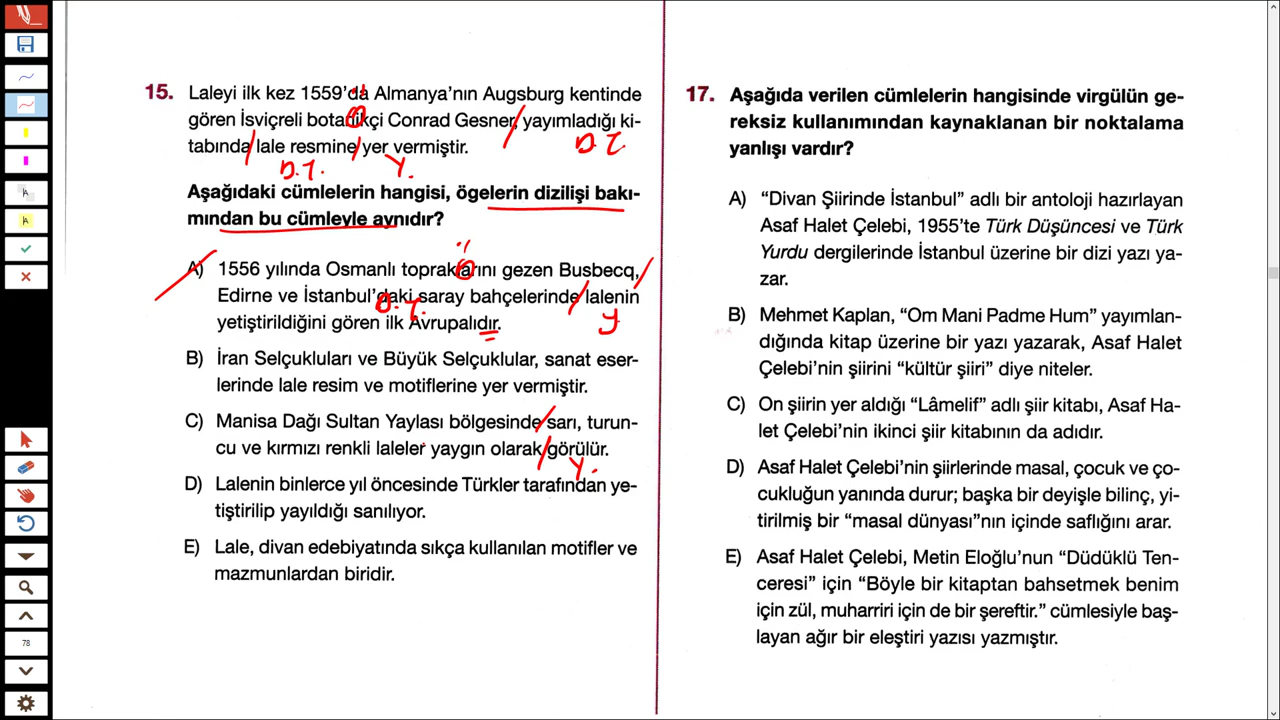 15. Laleyi ilk kez 1559'da Almanya'nın Augsburg kentinde
gören İsviçreli botanikçi Conrad Gesner, yayımladığı ki-
tabında lale resmine yer vermiştir.
Ö
D.T.
D.T.
Y.
Aşağıdaki cümlelerin hangisi, ögelerin dizilişi bakı-
mından bu cümleyle aynıdır?
A) 1556 yılında Osmanlı topraklarını gezen Busbecq,
Edirne ve İstanbul'daki saray bahçelerinde lalenin
yetiştirildiğini gören ilk Avrupalıdır.
Ö
D.T.
Y
B) İran Selçukluları ve Büyük Selçuklular, sanat eser-
lerinde lale resim ve motiflerine yer vermiştir.
C) Manisa Dağı Sultan Yaylası bölgesinde sarı, turun-
cu ve kırmızı renkli laleler yaygın olarak görülür.
Y.
D) Lalenin binlerce yıl öncesinde Türkler tarafından ye-
tiştirilip yayıldığı sanılıyor.
E) Lale, divan edebiyatında sıkça kullanılan motifler ve
mazmunlardan biridir.
17. Aşağıda verilen cümlelerin hangisinde virgülün ge-
reksiz kullanımından kaynaklanan bir noktalama
yanlışı vardır?
A) “Divan Şiirinde İstanbul” adlı bir antoloji hazırlayan
Asaf Halet Çelebi, 1955'te Türk Düşüncesi ve Türk
Yurdu dergilerinde İstanbul üzerine bir dizi yazı ya-
zar.
B) Mehmet Kaplan, “Om Mani Padme Hum” yayımlan-
dığında kitap üzerine bir yazı yazarak, Asaf Halet
Çelebi'nin şiirini “kültür şiiri” diye niteler.
C) On şiirin yer aldığı “Lâmelif” adlı şiir kitabı, Asaf Ha-
let Çelebi'nin ikinci şiir kitabının da adıdır.
D) Asaf Halet Çelebi'nin şiirlerinde masal, çocuk ve ço-
cukluğun yanında durur; başka bir deyişle bilinç, yi-
tirilmiş bir “masal dünyası”nın içinde saflığını arar.
E) Asaf Halet Çelebi, Metin Eloğlu'nun “Düdüklü Ten-
ceresi” için “Böyle bir kitaptan bahsetmek benim
için zül, muharriri için de bir şereftir.” cümlesiyle baş-
layan ağır bir eleştiri yazısı yazmıştır.
A
A
78